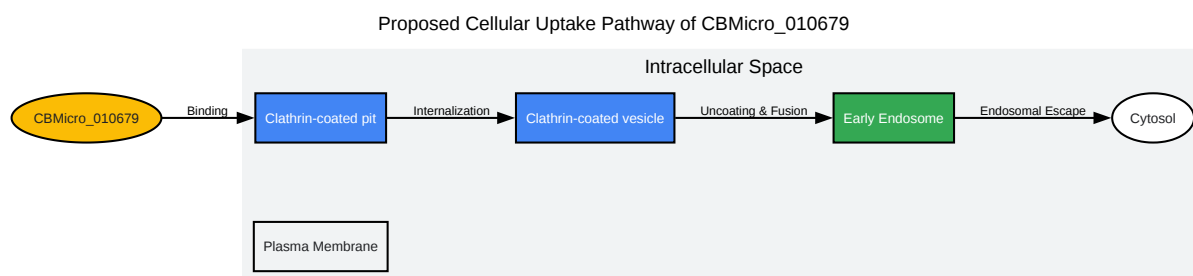 Proposed Cellular Uptake Pathway of CBMicro_010679
Intracellular Space
CBMicro_010679
Binding
Clathrin-coated pit
Internalization
Clathrin-coated vesicle
Uncoating & Fusion
Early Endosome
Endosomal Escape
Cytosol
Plasma Membrane